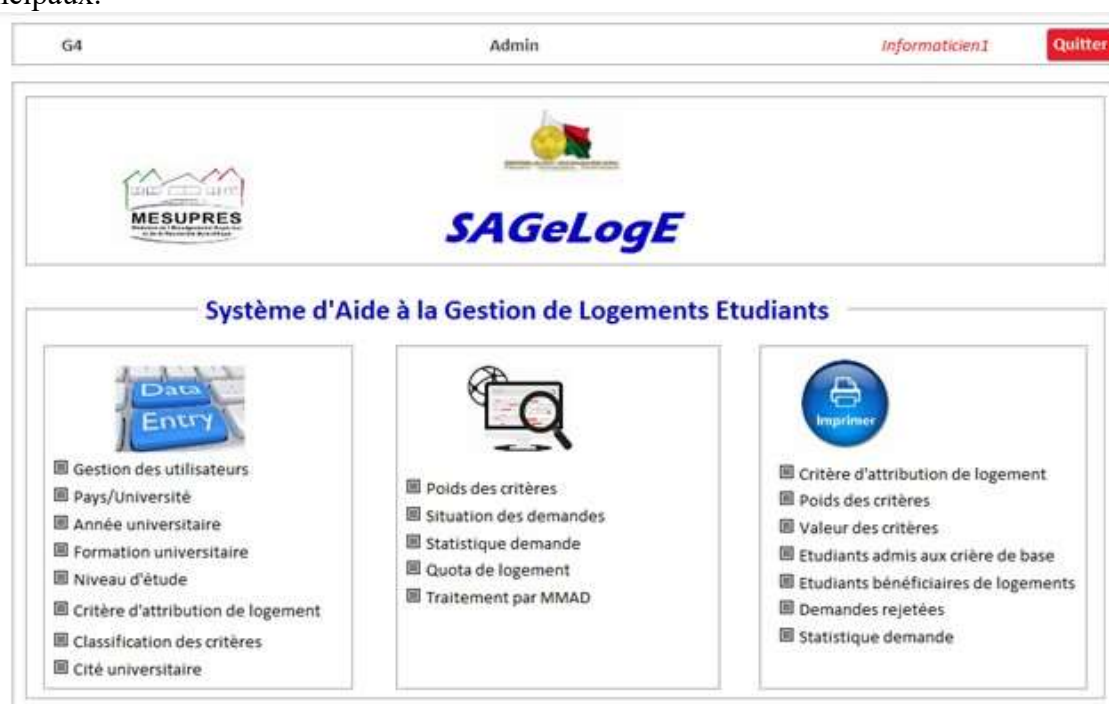 cipaux.
G4 Admin Informaticien1 Quitter
MESUPRES
SAGeLogE
Système d'Aide à la Gestion de Logements Etudiants
Data
Entry
Gestion des utilisateurs
Pays/Université
Année universitaire
Formation universitaire
Niveau d'étude
Critère d'attribution de logement
Classification des critères
Cité universitaire
Poids des critères
Situation des demandes
Statistique demande
Quota de logement
Traitement par MMAD
Imprimer
Critère d'attribution de logement
Poids des critères
Valeur des critères
Etudiants admis aux crière de base
Etudiants bénéficiaires de logements
Demandes rejetées
Statistique demande